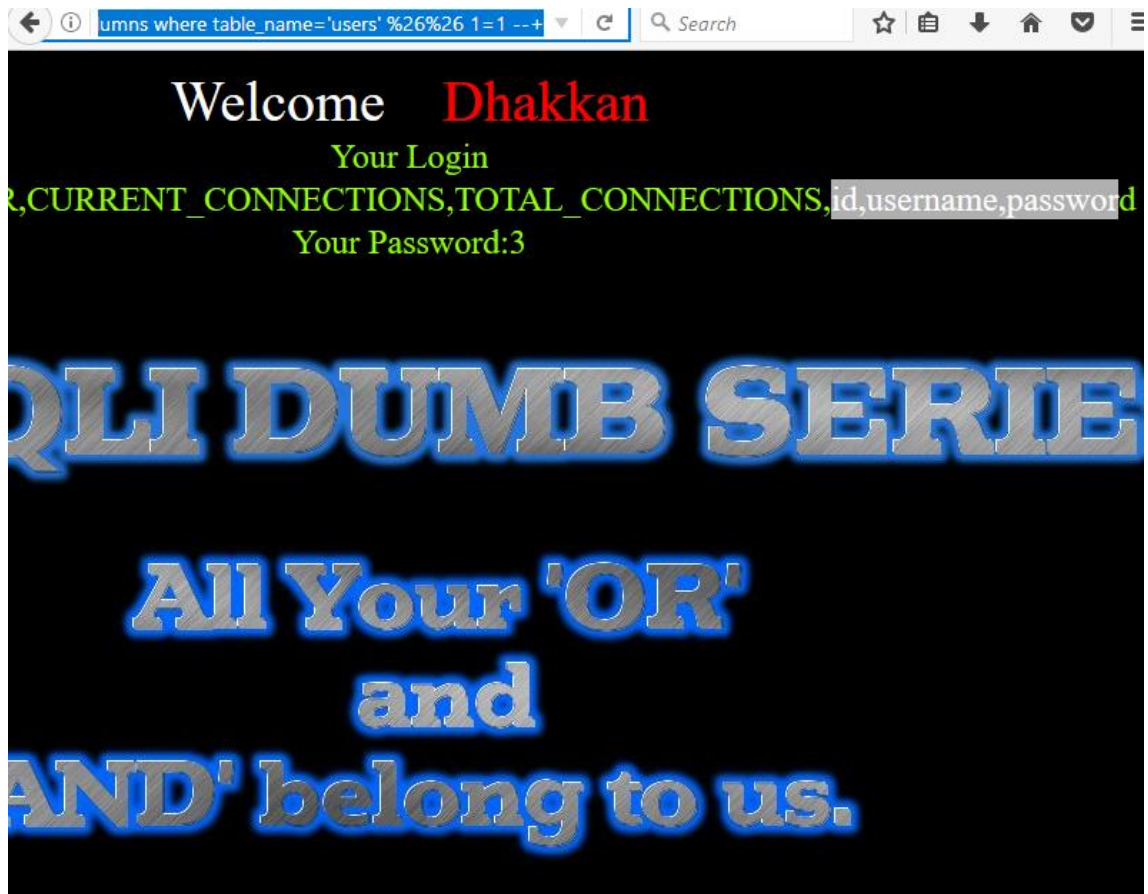 umns where table_name='users' %26%26 1=1 --+
Search
Welcome Dhakkan
Your Login
R,CURRENT_CONNECTIONS,TOTAL_CONNECTIONS,id,username,password
Your Password:3
QLI DUMB SERIE
All Your 'OR'
and
AND' belong to us.